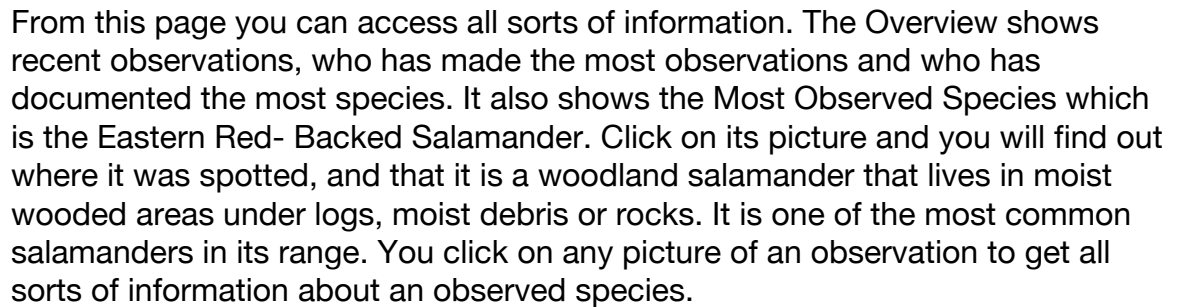 From this page you can access all sorts of information. The Overview shows
recent observations, who has made the most observations and who has
documented the most species. It also shows the Most Observed Species which
is the Eastern Red- Backed Salamander. Click on its picture and you will find out
where it was spotted, and that it is a woodland salamander that lives in moist
wooded areas under logs, moist debris or rocks. It is one of the most common
salamanders in its range. You click on any picture of an observation to get all
sorts of information about an observed species.